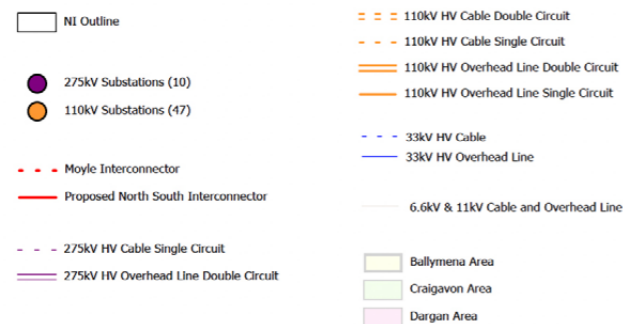 NI Outline
275kV Substations (10)
110kV Substations (47)
Moyle Interconnector
Proposed North South Interconnector
275kV HV Cable Single Circuit
275kV HV Overhead Line Double Circuit
110kV HV Cable Double Circuit
110kV HV Cable Single Circuit
110kV HV Overhead Line Double Circuit
110kV HV Overhead Line Single Circuit
33kV HV Cable
33kV HV Overhead Line
6.6kV & 11kV Cable and Overhead Line
Ballymena Area
Craigavon Area
Dargan Area